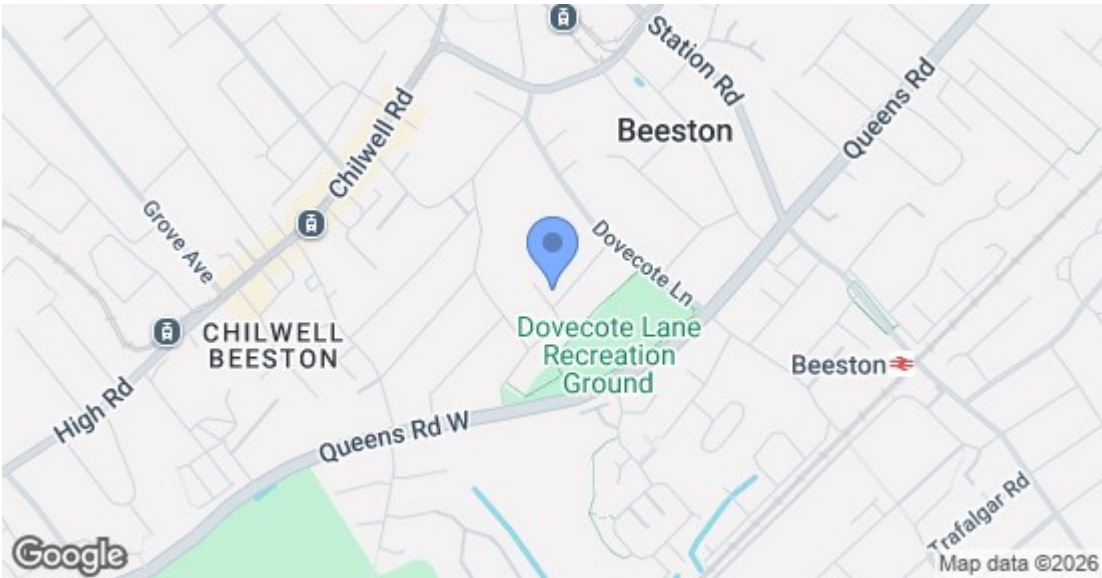 Station Rd
Queens Rd
Beeston
Chilwell Rd
Grove Ave
Dovecote Ln
CHILWELL
BEESTON
Dovecote Lane
Recreation
Ground
Beeston
High Rd
Queens Rd W
Trafalgar Rd
Google
Map data ©2026